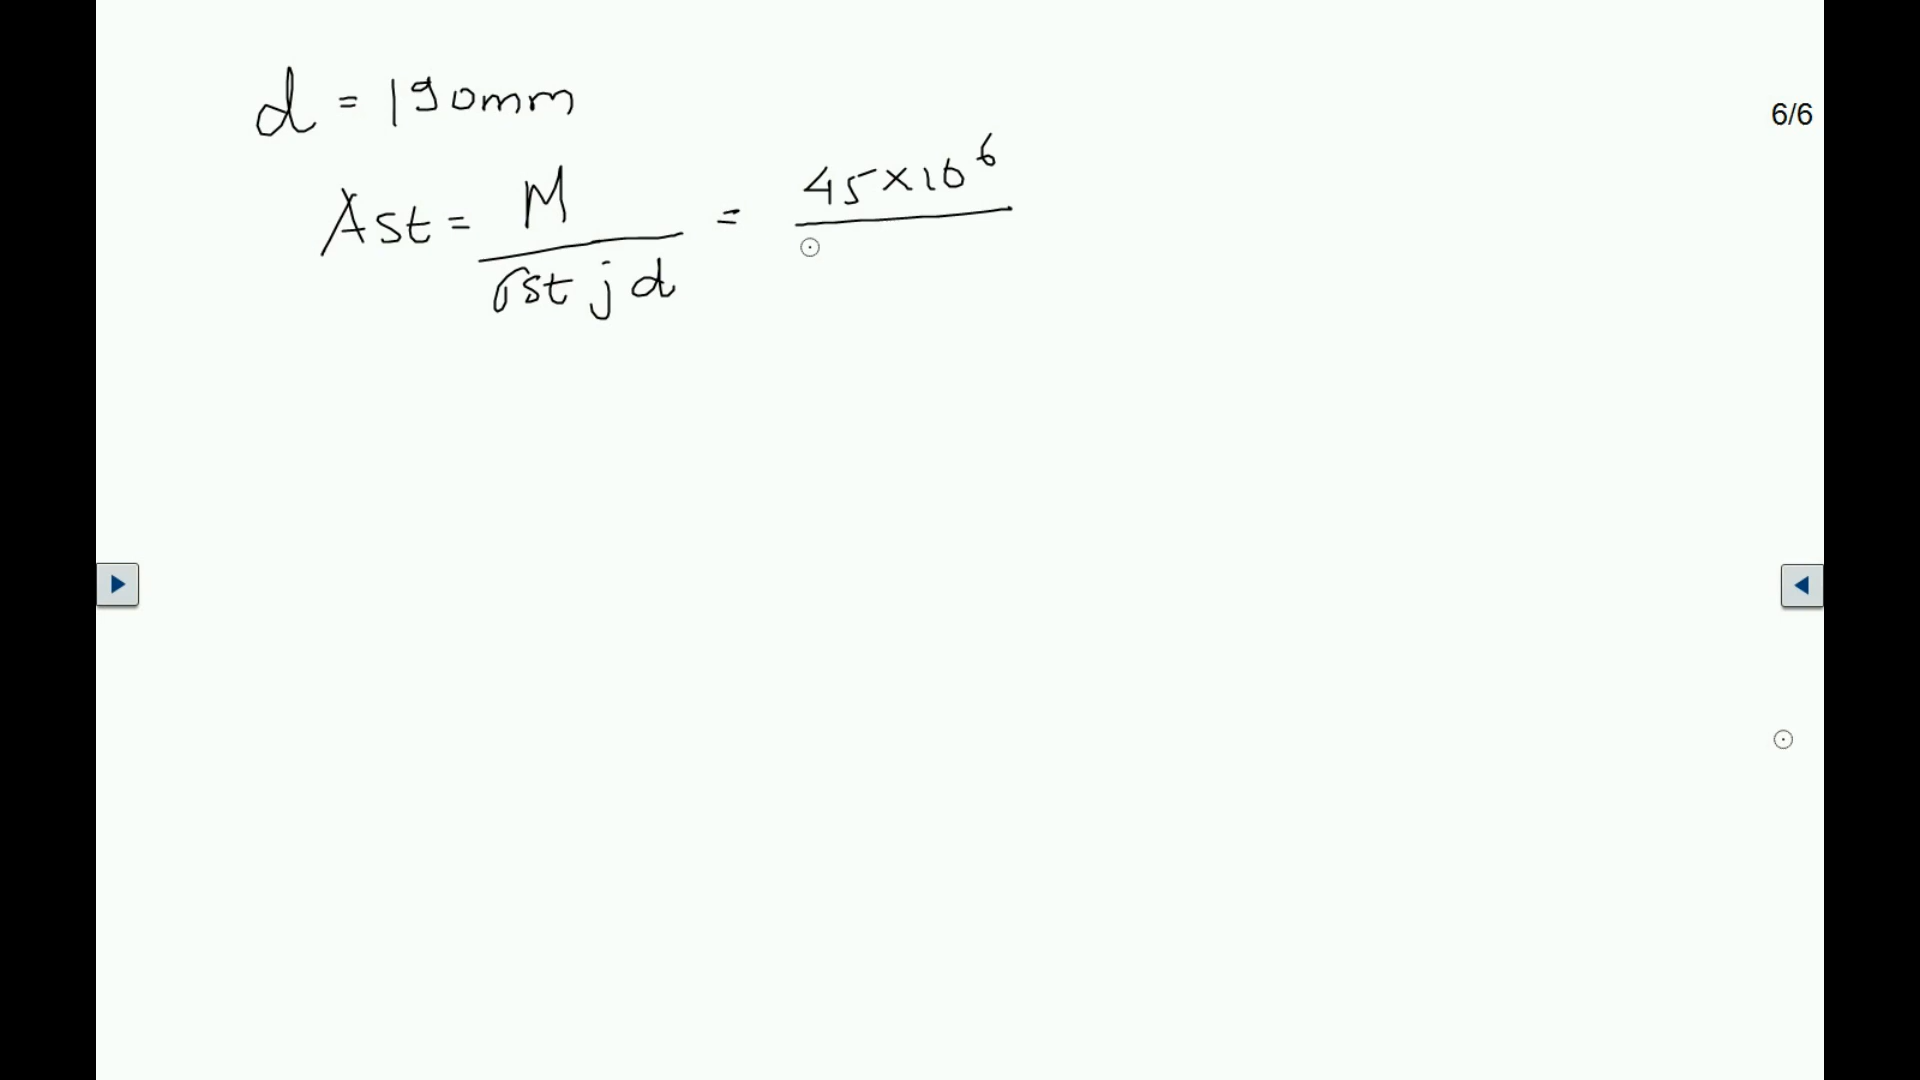 d = 190mm
6/6
Ast = M / σst j d = 45×10⁶